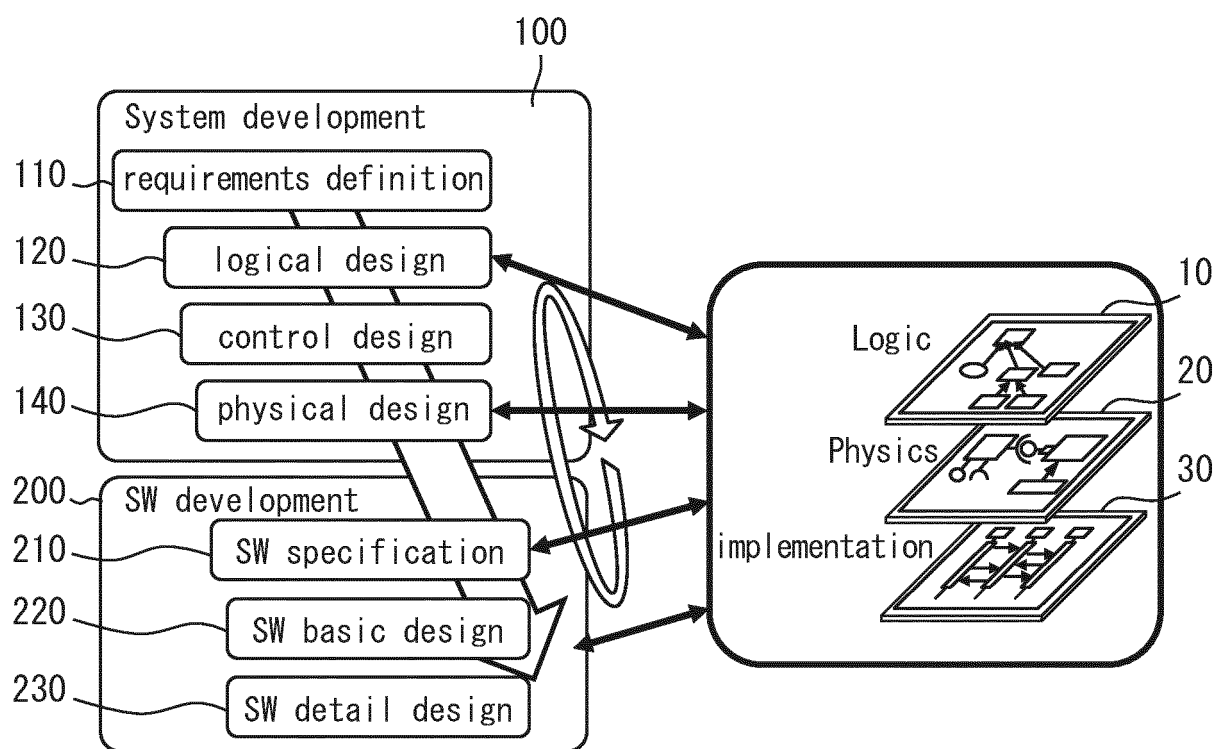 100
System development
110
requirements definition
120
logical design
130
control design
140
physical design
200
SW development
210
SW specification
220
SW basic design
230
SW detail design
10
Logic
20
Physics
30
implementation